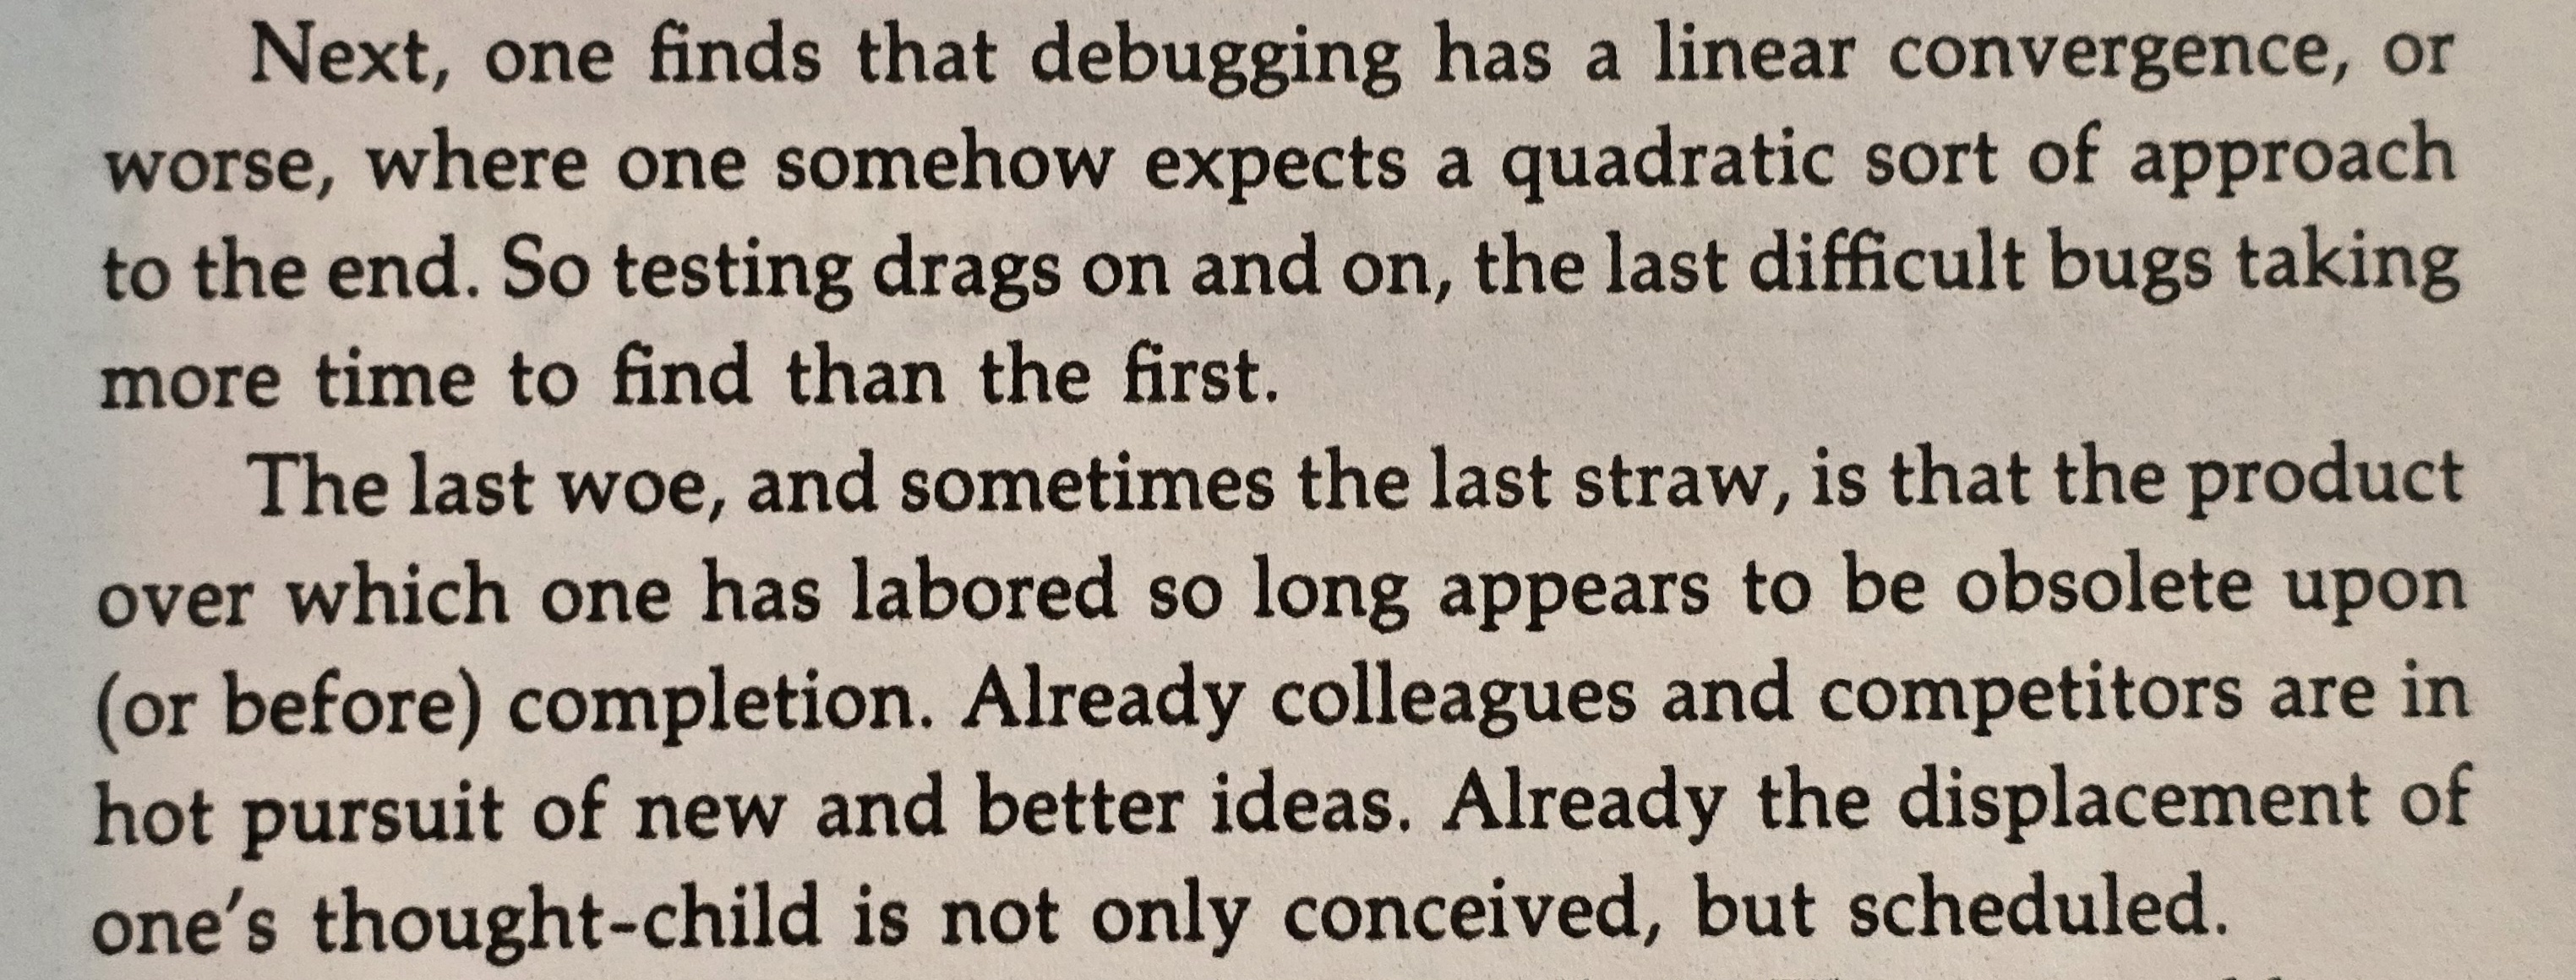 Next, one finds that debugging has a linear convergence, or
worse, where one somehow expects a quadratic sort of approach
to the end. So testing drags on and on, the last difficult bugs taking
more time to find than the first.
The last woe, and sometimes the last straw, is that the product
over which one has labored so long appears to be obsolete upon
(or before) completion. Already colleagues and competitors are in
hot pursuit of new and better ideas. Already the displacement of
one's thought-child is not only conceived, but scheduled.